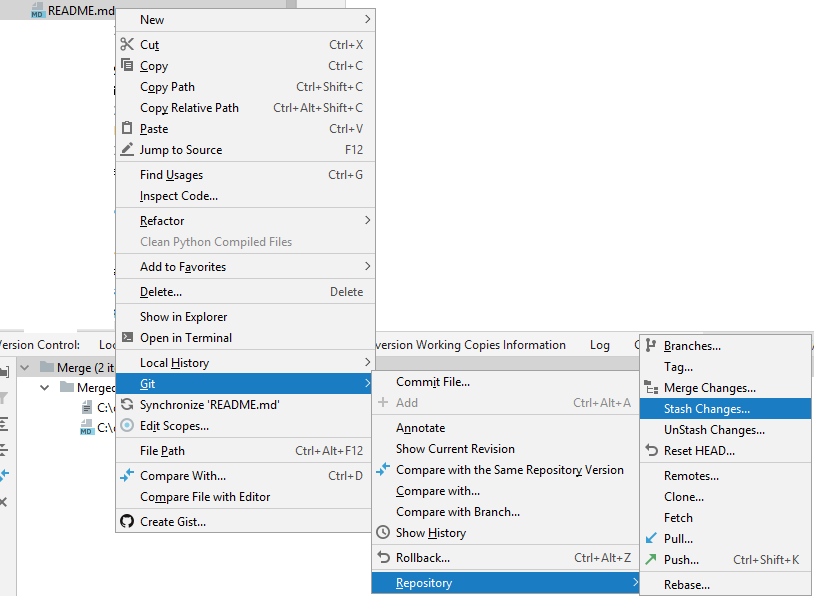 README.md
New
Cut Ctrl+X
Copy Ctrl+C
Copy Path Ctrl+Shift+C
Copy Relative Path Ctrl+Alt+Shift+C
Paste Ctrl+V
Jump to Source F12
Find Usages Ctrl+G
Inspect Code...
Refactor
Clean Python Compiled Files
Add to Favorites
Delete... Delete
Show in Explorer
Open in Terminal
Local History
Git
Synchronize 'README.md'
Edit Scopes...
File Path Ctrl+Alt+F12
Compare With... Ctrl+D
Compare File with Editor
Create Gist...
ersion Control: Loc
version Working Copies Information Log
Merge (2 it
Merged
C:\
MD C:\
Commit File...
Add Ctrl+Alt+A
Annotate
Show Current Revision
Compare with the Same Repository Version
Compare with...
Compare with Branch...
Show History
Rollback... Ctrl+Alt+Z
Repository
Branches...
Tag...
Merge Changes...
Stash Changes...
UnStash Changes...
Reset HEAD...
Remotes...
Clone...
Fetch
Pull...
Push... Ctrl+Shift+K
Rebase...